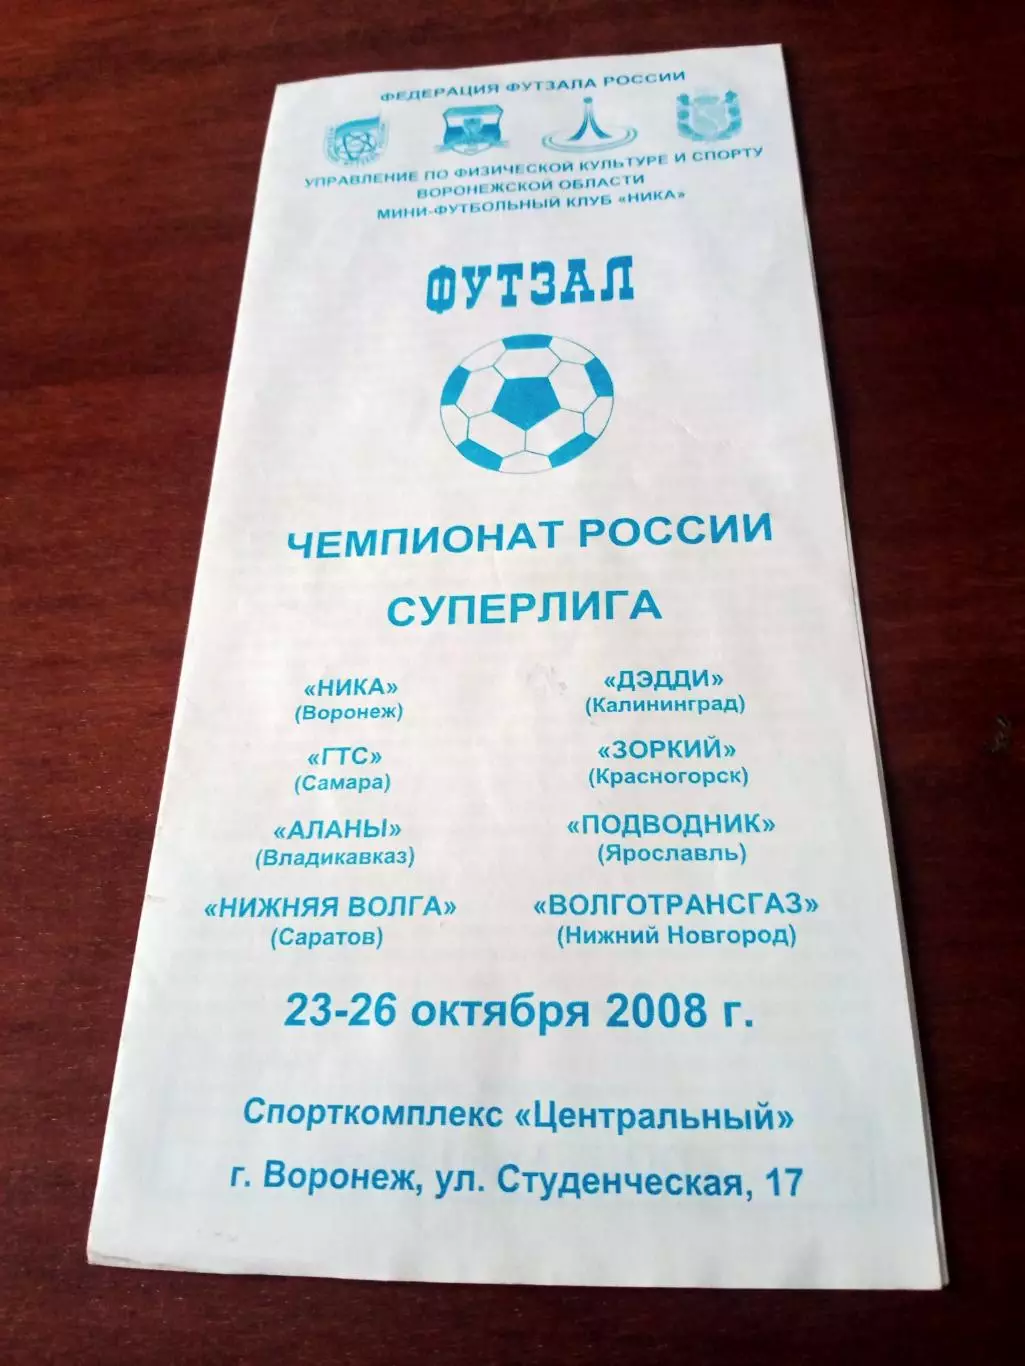 ФЕДЕРАЦИЯ ФУТЗАЛА РОССИИ
УПРАВЛЕНИЕ ПО ФИЗИЧЕСКОЙ КУЛЬТУРЕ И СПОРТУ
ВОРОНЕЖСКОЙ ОБЛАСТИ
МИНИ-ФУТБОЛЬНЫЙ КЛУБ «НИКА»
ФУТЗАЛ
ЧЕМПИОНАТ РОССИИ
СУПЕРЛИГА
«НИКА»
(Воронеж)
«ДЭДДИ»
(Калининград)
«ГТС»
(Самара)
«ЗОРКИЙ»
(Красногорск)
«АЛАНЫ»
(Владикавказ)
«ПОДВОДНИК»
(Ярославль)
«НИЖНЯЯ ВОЛГА»
(Саратов)
«ВОЛГОТРАНСГАЗ»
(Нижний Новгород)
23-26 октября 2008 г.
Спорткомплекс «Центральный»
г. Воронеж, ул. Студенческая, 17